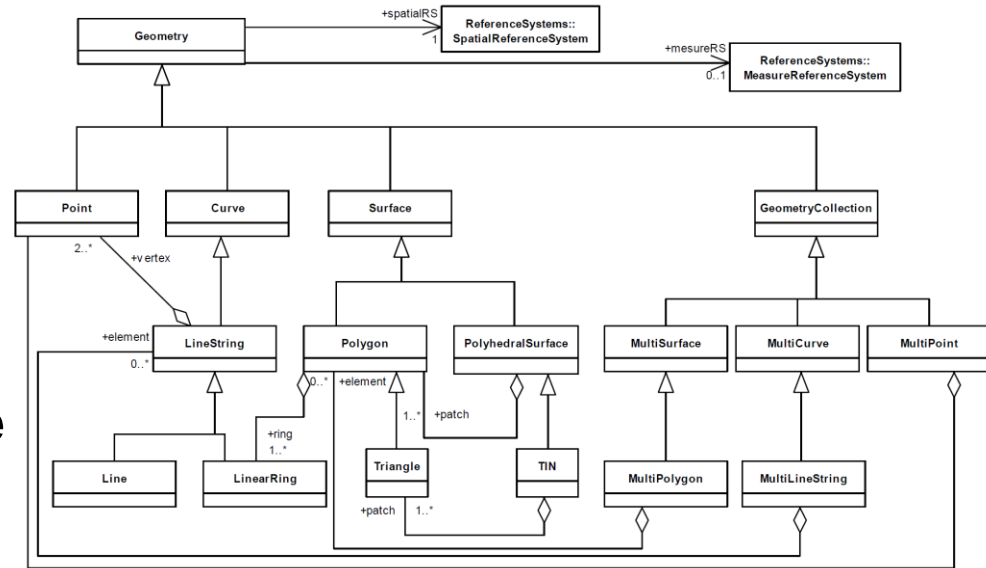 +spatialRS
1
ReferenceSystems::
SpatialReferenceSystem
Geometry
+mesureRS
0..1
ReferenceSystems::
MeasureReferenceSystem
Point
Curve
Surface
GeometryCollection
2..*
+vertex
+element
0..*
LineString
Polygon
PolyhedralSurface
MultiSurface
MultiCurve
MultiPoint
0..*
+element
+ring
1..*
1..*
+patch
e
Line
LinearRing
Triangle
TIN
MultiPolygon
MultiLineString
+patch
1..*